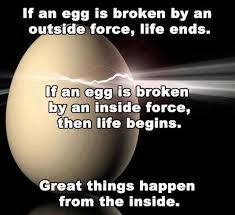 If an egg is broken by an
outside force, life ends.
If an egg is broken
by an inside force,
then life begins.
Great things happen
from the inside.